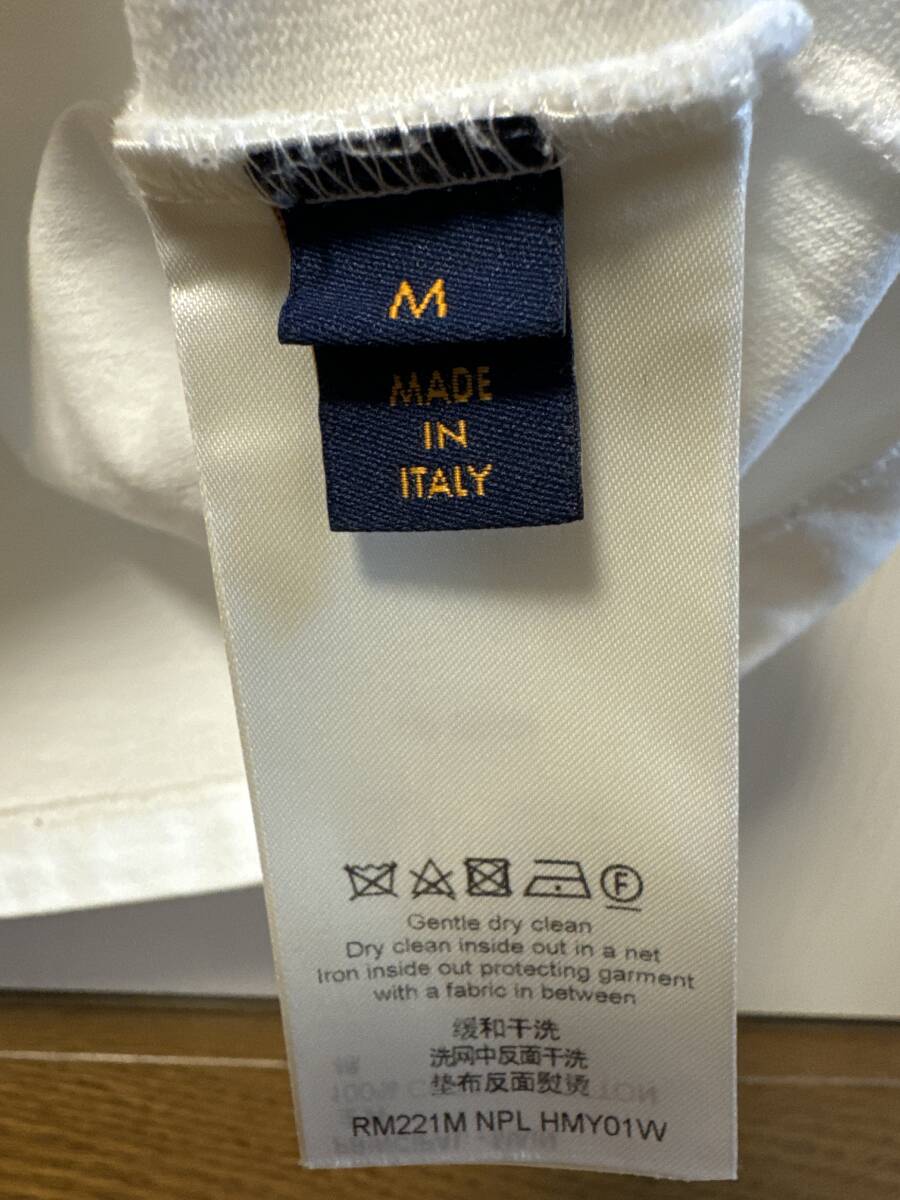 M
MADE
IN
ITALY
F
Gentle dry clean
Dry clean inside out in a net
Iron inside out protecting garment
with a fabric in between
缓和干洗
洗网中反面干洗
垫布反面熨烫
RM221M NPL HMY01W